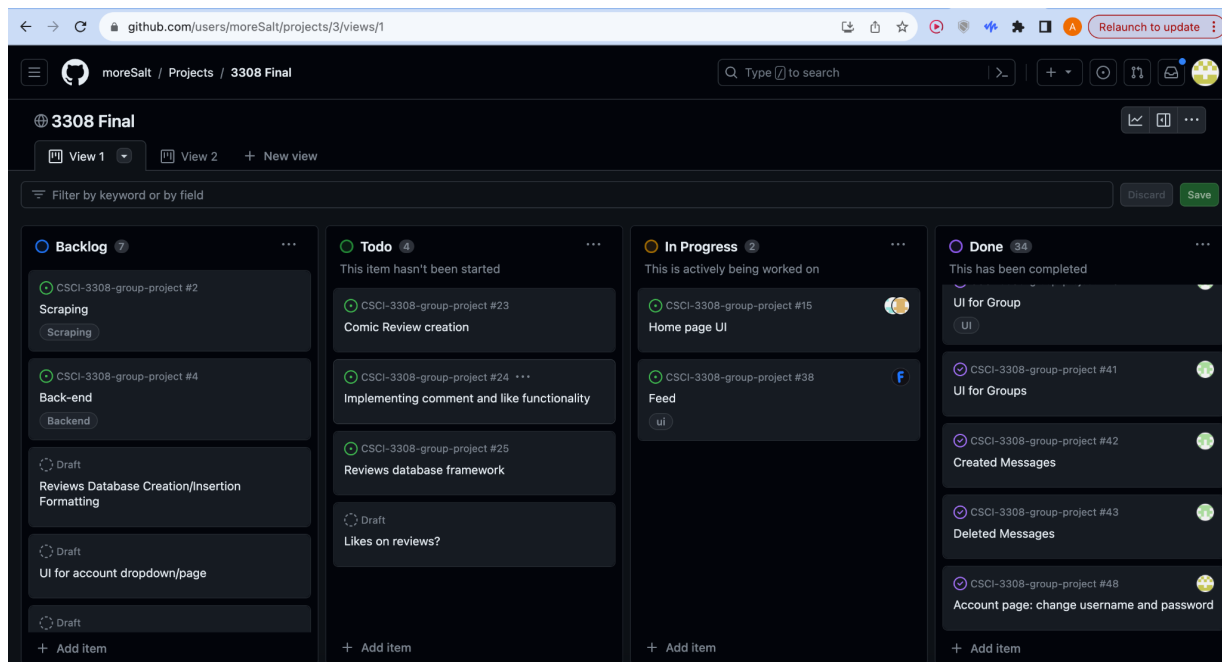 github.com/users/moreSalt/projects/3/views/1
A
Relaunch to update
moreSalt / Projects / 3308 Final
Type / to search
3308 Final
View 1
View 2
+ New view
Filter by keyword or by field
Discard
Save
Backlog 7
CSCI-3308-group-project #2
Scraping
Scraping
CSCI-3308-group-project #4
Back-end
Backend
Draft
Reviews Database Creation/Insertion
Formatting
Draft
UI for account dropdown/page
Draft
+ Add item
Todo 4
This item hasn't been started
CSCI-3308-group-project #23
Comic Review creation
CSCI-3308-group-project #24
Implementing comment and like functionality
CSCI-3308-group-project #25
Reviews database framework
Draft
Likes on reviews?
+ Add item
In Progress 2
This is actively being worked on
CSCI-3308-group-project #15
Home page UI
CSCI-3308-group-project #38
F
Feed
ui
+ Add item
Done 34
This has been completed
UI for Group
UI
CSCI-3308-group-project #41
UI for Groups
CSCI-3308-group-project #42
Created Messages
CSCI-3308-group-project #43
Deleted Messages
CSCI-3308-group-project #48
Account page: change username and password
+ Add item